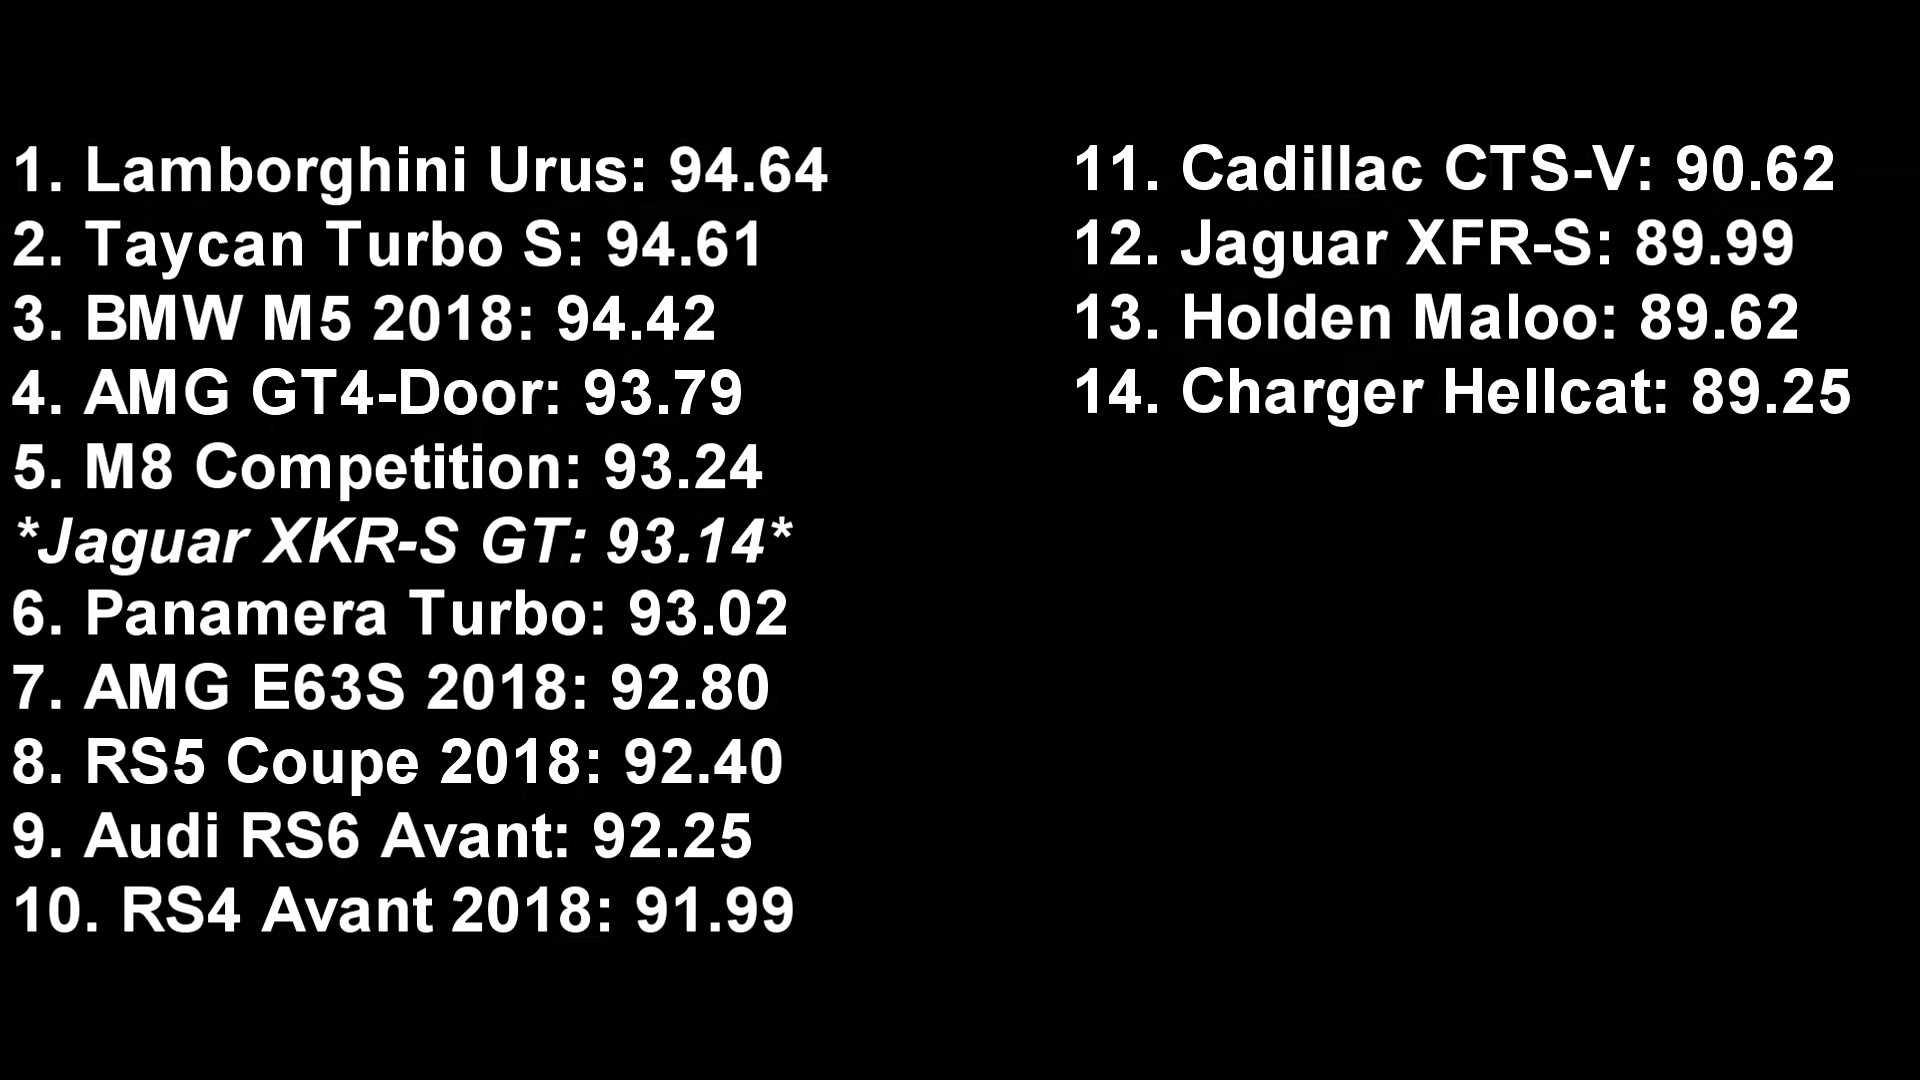 1. Lamborghini Urus: 94.64
2. Taycan Turbo S: 94.61
3. BMW M5 2018: 94.42
4. AMG GT4-Door: 93.79
5. M8 Competition: 93.24
*Jaguar XKR-S GT: 93.14*
6. Panamera Turbo: 93.02
7. AMG E63S 2018: 92.80
8. RS5 Coupe 2018: 92.40
9. Audi RS6 Avant: 92.25
10. RS4 Avant 2018: 91.99
11. Cadillac CTS-V: 90.62
12. Jaguar XFR-S: 89.99
13. Holden Maloo: 89.62
14. Charger Hellcat: 89.25